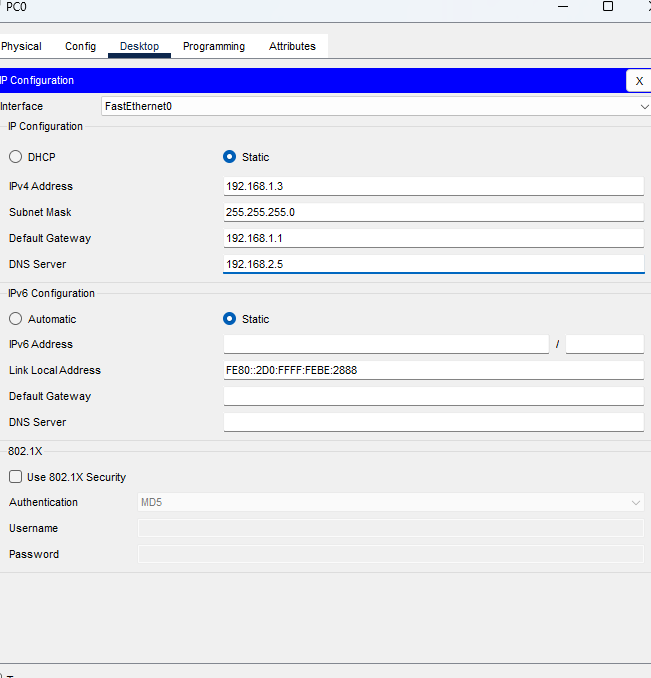 PC0
Physical Config Desktop Programming Attributes
IP Configuration X
Interface FastEthernet0
IP Configuration
DHCP Static
IPv4 Address 192.168.1.3
Subnet Mask 255.255.255.0
Default Gateway 192.168.1.1
DNS Server 192.168.2.5
IPv6 Configuration
Automatic Static
IPv6 Address /
Link Local Address FE80::2D0:FFFF:FEBE:2888
Default Gateway
DNS Server
802.1X
Use 802.1X Security
Authentication MD5
Username
Password